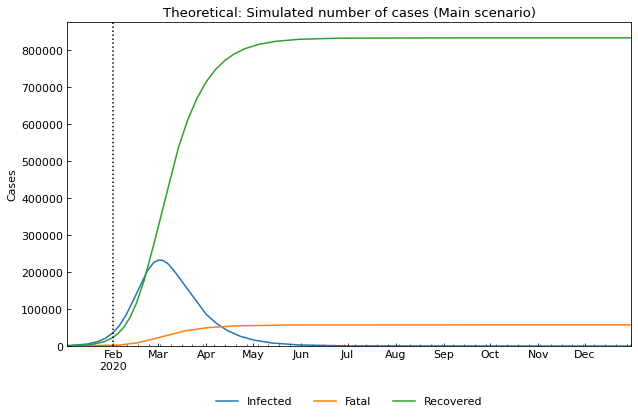 Theoretical: Simulated number of cases (Main scenario)
Cases
800000
700000
600000
500000
400000
300000
200000
100000
0
Feb Mar Apr May Jun Jul Aug Sep Oct Nov Dec
2020
Infected Fatal Recovered